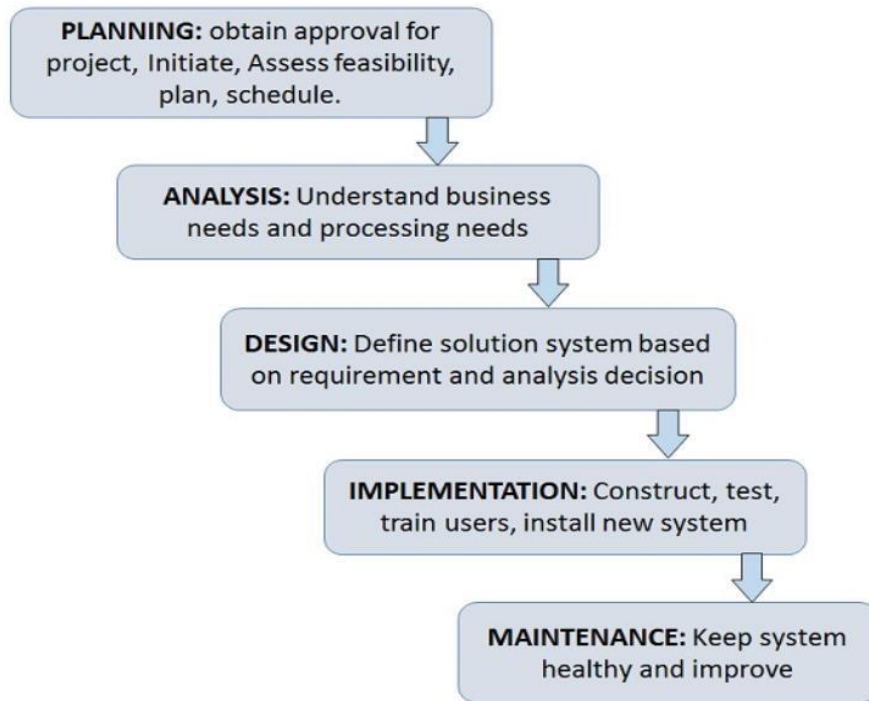 PLANNING: obtain approval for
project, Initiate, Assess feasibility,
plan, schedule.
ANALYSIS: Understand business
needs and processing needs
DESIGN: Define solution system based
on requirement and analysis decision
IMPLEMENTATION: Construct, test,
train users, install new system
MAINTENANCE: Keep system
healthy and improve